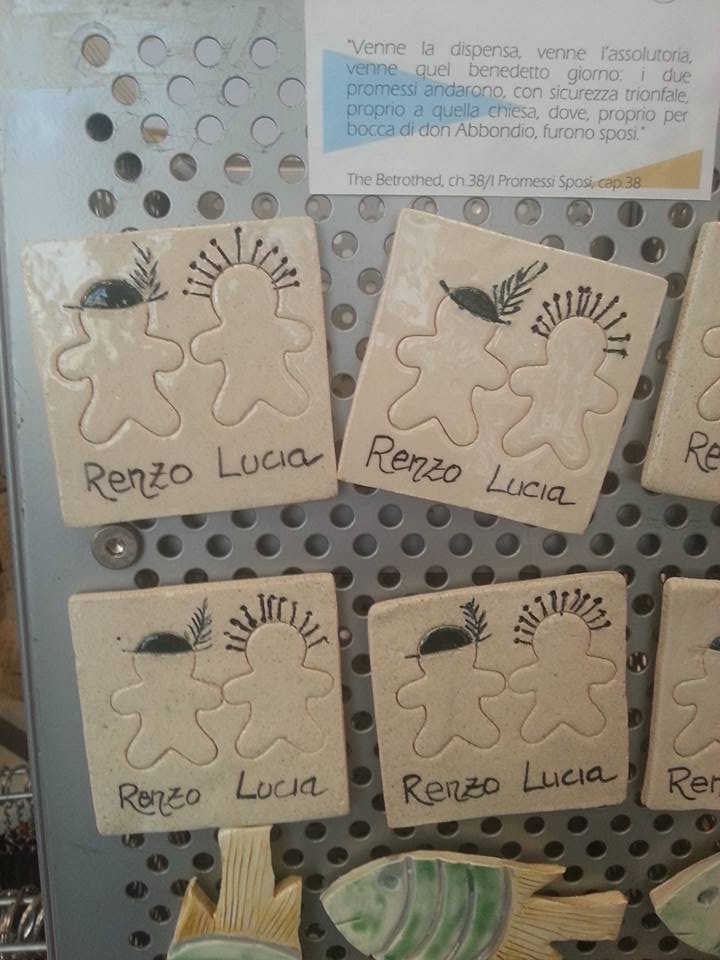 "Venne la dispensa, venne l'assolutoria,
venne quel benedetto giorno: i due
promessi andarono, con sicurezza trionfale,
proprio a quella chiesa, dove, proprio per
bocca di don Abbondio, furono sposi."
The Betrothed, ch.38/I Promessi Sposi, cap.38
Renzo Lucia
Renzo Lucia
Re
Renzo Lucia
Renzo Lucia
Ren